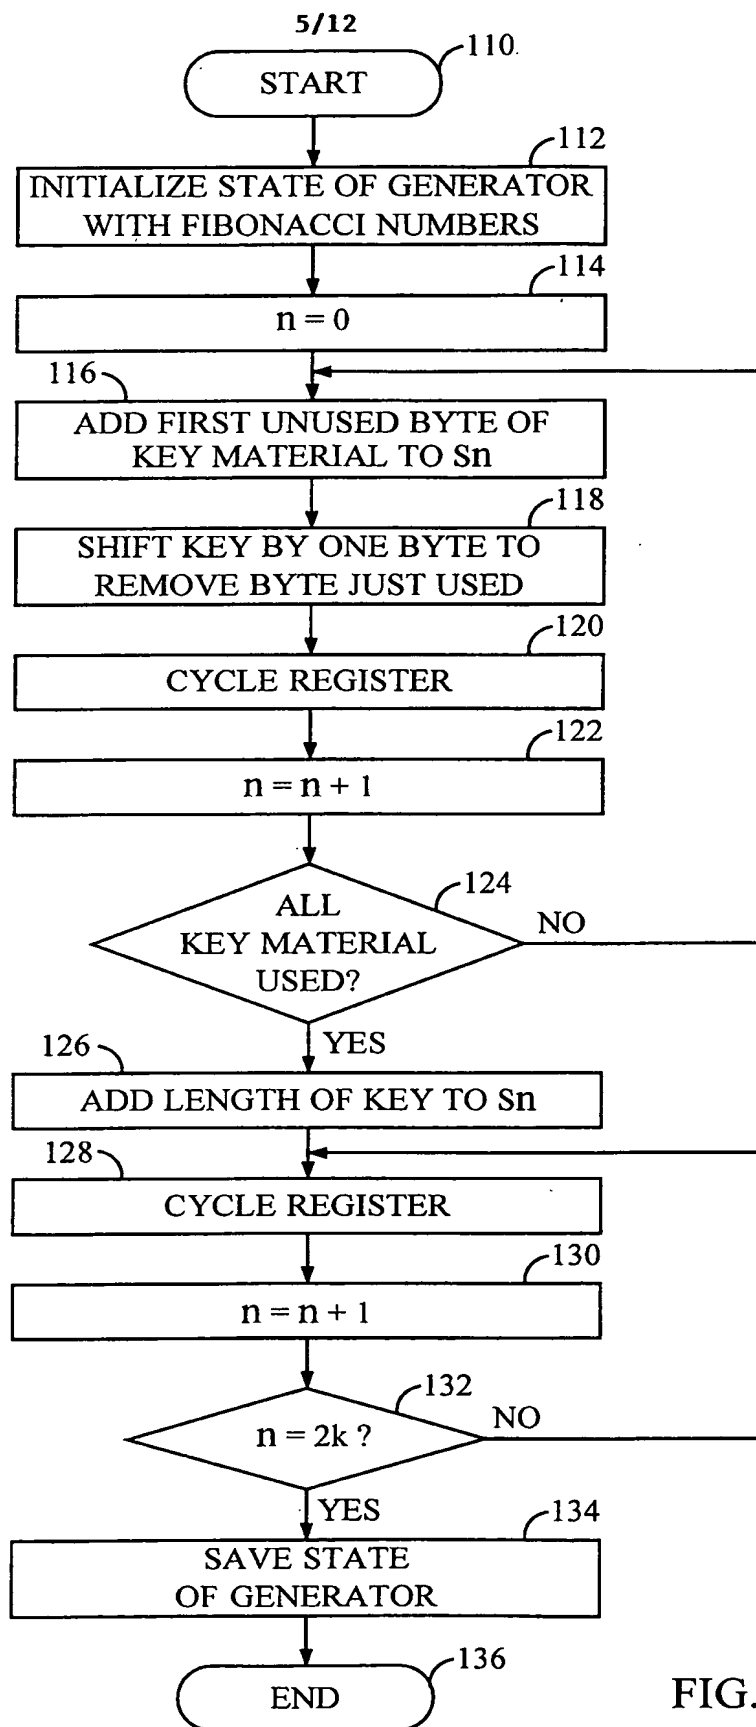 5/12
110
START
112
INITIALIZE STATE OF GENERATOR
WITH FIBONACCI NUMBERS
114
n = 0
116
ADD FIRST UNUSED BYTE OF
KEY MATERIAL TO Sn
118
SHIFT KEY BY ONE BYTE TO
REMOVE BYTE JUST USED
120
CYCLE REGISTER
122
n = n + 1
124
ALL
KEY MATERIAL
USED?
NO
YES
126
ADD LENGTH OF KEY TO Sn
128
CYCLE REGISTER
130
n = n + 1
132
n = 2k ?
NO
YES
134
SAVE STATE
OF GENERATOR
136
END
FIG.